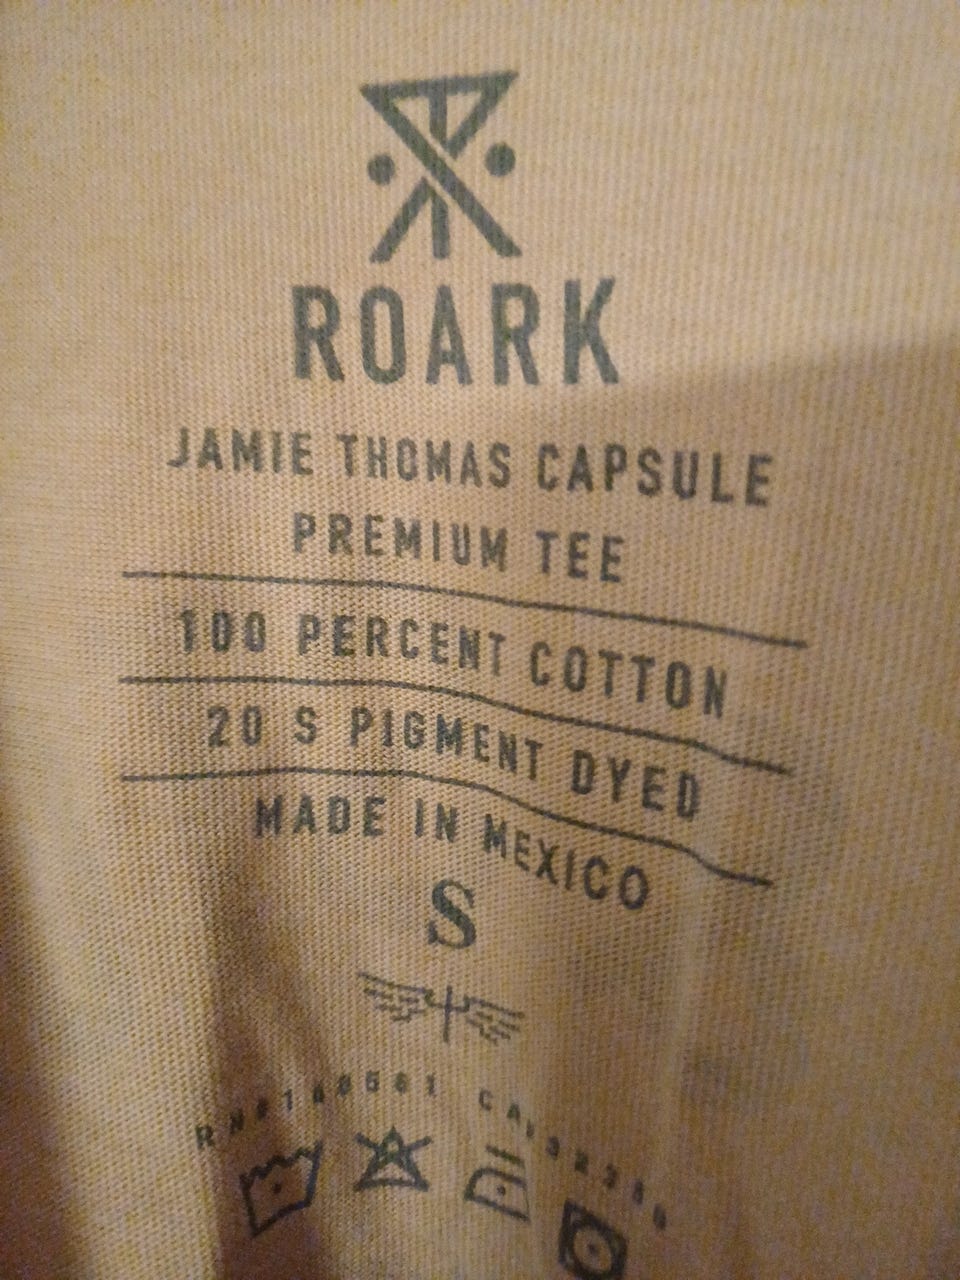 ROARK
JAMIE THOMAS CAPSULE
PREMIUM TEE
100 PERCENT COTTON
20 S PIGMENT DYED
MADE IN MEXICO
S